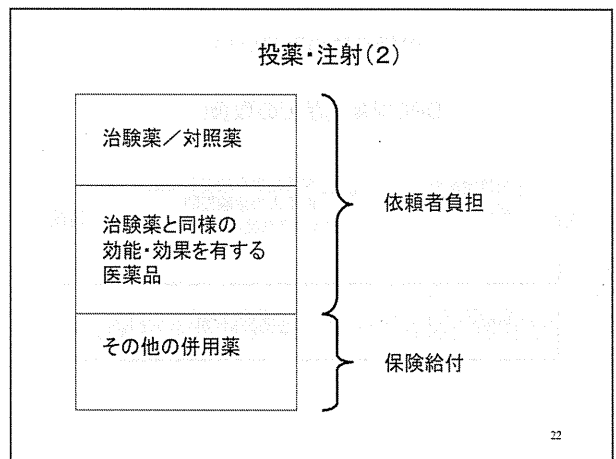 投薬・注射(2)
治験薬／対照薬
治験薬と同様の
効能・効果を有する
医薬品
依頼者負担
その他の併用薬
保険給付
22